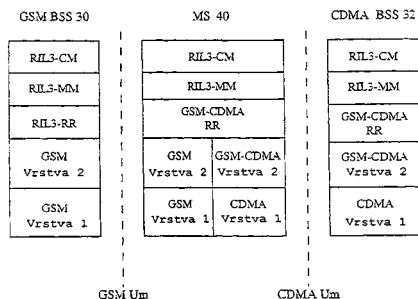 GSM BSS 30
RIL3-CM
RIL3-MM
RIL3-RR
GSM
Vrstva 2
GSM
Vrstva 1
MS 40
RIL3-CM
RIL3-MM
GSM-CDMA
RR
GSM
Vrstva 2
GSM-CDMA
Vrstva 2
GSM
Vrstva 1
CDMA
Vrstva 1
CDMA BSS 32
RIL3-CM
RIL3-MM
GSM-CDMA
RR
GSM-CDMA
Vrstva 2
CDMA
Vrstva 1
GSM Um
CDMA Um